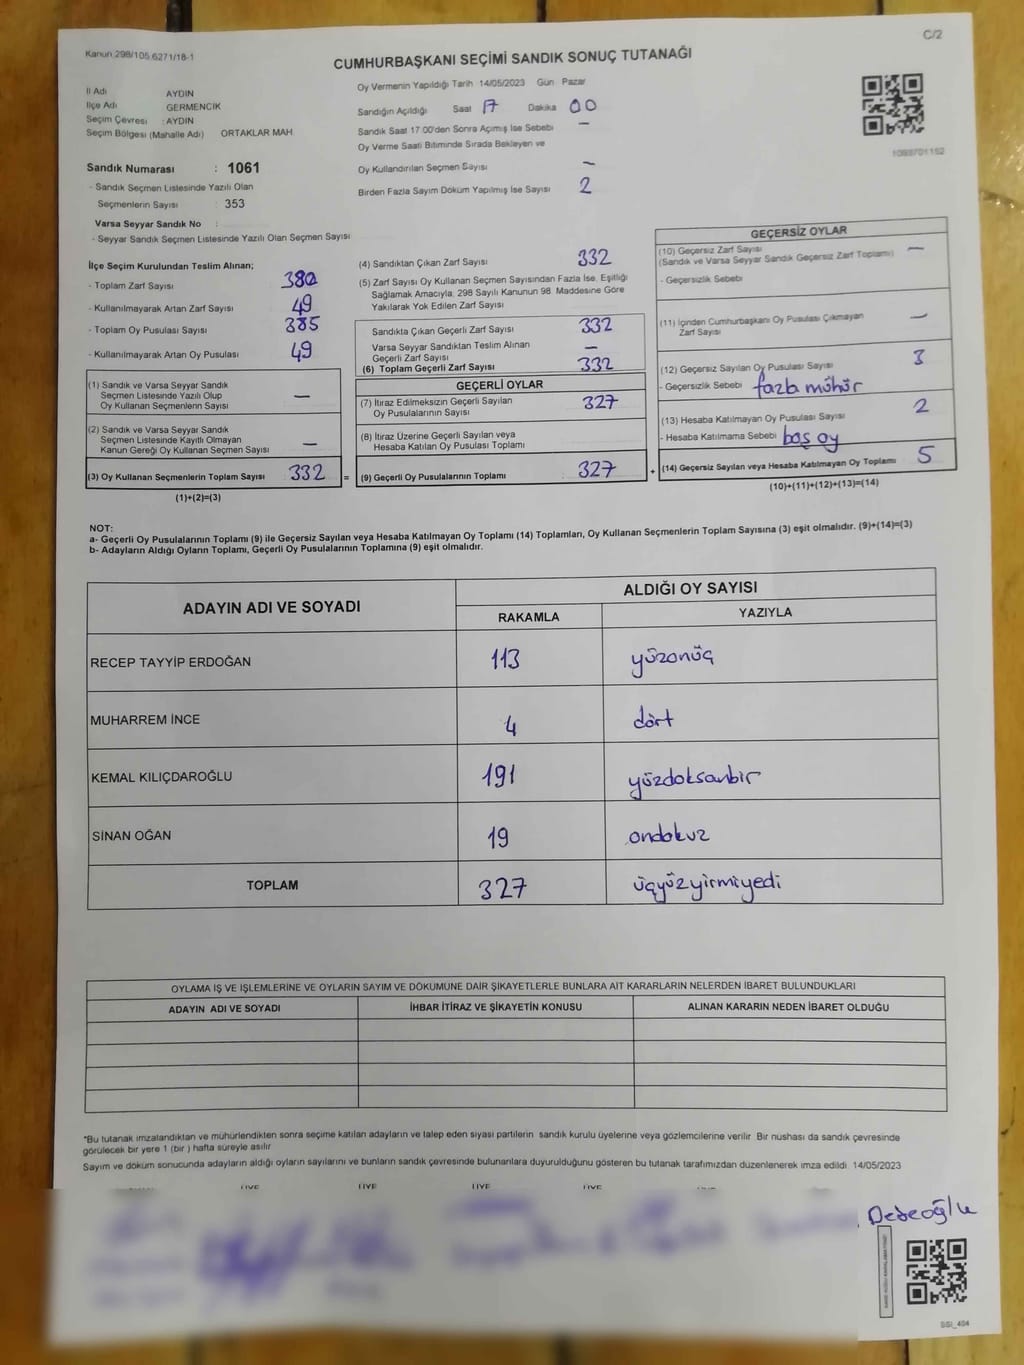 C/2
Kanun 298/105,6271/18-1
CUMHURBAŞKANI SEÇİMİ SANDIK SONUÇ TUTANAĞI
İl Adı AYDIN
İlçe Adı GERMENCİK
Seçim Çevresi : AYDIN
Seçim Bölgesi (Mahalle Adı) ORTAKLAR MAH
Sandık Numarası : 1061
- Sandık Seçmen Listesinde Yazılı Olan
Seçmenlerin Sayısı : 353
Varsa Seyyar Sandık No :
- Seyyar Sandık Seçmen Listesinde Yazılı Olan Seçmen Sayısı
Oy Vermenin Yapıldığı Tarih 14/05/2023 Gün Pazar
Sandığın Açıldığı Saat 17 Dakika 00
Sandık Saat 17.00'den Sonra Açılmış İse Sebebi —
Oy Verme Saati Bitiminde Sırada Bekleyen ve
Oy Kullandırılan Seçmen Sayısı —
Birden Fazla Sayım Döküm Yapılmış İse Sayısı 2
1098701152
İlçe Seçim Kurulundan Teslim Alınan;
- Toplam Zarf Sayısı 380
- Kullanılmayarak Artan Zarf Sayısı 49
- Toplam Oy Pusulası Sayısı 385
- Kullanılmayarak Artan Oy Pusulası 49
(1) Sandık ve Varsa Seyyar Sandık
Seçmen Listesinde Yazılı Olup
Oy Kullanan Seçmenlerin Sayısı —
(2) Sandık ve Varsa Seyyar Sandık
Seçmen Listesinde Kayıtlı Olmayan
Kanun Gereği Oy Kullanan Seçmen Sayısı —
(3) Oy Kullanan Seçmenlerin Toplam Sayısı 332 =
(1)+(2)=(3)
(4) Sandıktan Çıkan Zarf Sayısı 332
(5) Zarf Sayısı Oy Kullanan Seçmen Sayısından Fazla İse, Eşitliği
Sağlamak Amacıyla, 298 Sayılı Kanunun 98. Maddesine Göre
Yakılarak Yok Edilen Zarf Sayısı
Sandıkta Çıkan Geçerli Zarf Sayısı 332
Varsa Seyyar Sandıktan Teslim Alınan
Geçerli Zarf Sayısı —
(6) Toplam Geçerli Zarf Sayısı 332
GEÇERLİ OYLAR
(7) İtiraz Edilmeksizin Geçerli Sayılan
Oy Pusulalarının Sayısı 327
(8) İtiraz Üzerine Geçerli Sayılan veya
Hesaba Katılan Oy Pusulası Toplamı
(9) Geçerli Oy Pusulalarının Toplamı : 327 +
GEÇERSİZ OYLAR
(10) Geçersiz Zarf Sayısı —
(Sandık ve Varsa Seyyar Sandık Geçersiz Zarf Toplamı)
- Geçersizlik Sebebi
(11) İçinden Cumhurbaşkanı Oy Pusulası Çıkmayan
Zarf Sayısı —
(12) Geçersiz Sayılan Oy Pusulası Sayısı 3
- Geçersizlik Sebebi fazla mühür
(13) Hesaba Katılmayan Oy Pusulası Sayısı 2
- Hesaba Katılmama Sebebi boş oy
(14) Geçersiz Sayılan veya Hesaba Katılmayan Oy Toplamı 5
(10)+(11)+(12)+(13)=(14)
NOT:
a- Geçerli Oy Pusulalarının Toplamı (9) ile Geçersiz Sayılan veya Hesaba Katılmayan Oy Toplamı (14) Toplamları, Oy Kullanan Seçmenlerin Toplam Sayısına (3) eşit olmalıdır. (9)+(14)=(3)
b- Adayların Aldığı Oyların Toplamı, Geçerli Oy Pusulalarının Toplamına (9) eşit olmalıdır.
ADAYIN ADI VE SOYADI ALDIĞI OY SAYISI
RAKAMLA YAZIYLA
RECEP TAYYİP ERDOĞAN 113 yüzonüç
MUHARREM İNCE 4 dört
KEMAL KILIÇDAROĞLU 191 yüzdoksanbir
SİNAN OĞAN 19 ondokuz
TOPLAM 327 üçyüzyirmiyedi
OYLAMA İŞ VE İŞLEMLERİNE VE OYLARIN SAYIM VE DÖKÜMÜNE DAİR ŞİKAYETLERLE BUNLARA AİT KARARLARIN NELERDEN İBARET BULUNDUKLARI
ADAYIN ADI VE SOYADI İHBAR İTİRAZ VE ŞİKAYETİN KONUSU ALINAN KARARIN NEDEN İBARET OLDUĞU
*Bu tutanak imzalandıktan ve mühürlendikten sonra seçime katılan adayların ve talep eden siyasi partilerin sandık kurulu üyelerine veya gözlemcilerine verilir. Bir nüshası da sandık çevresinde
görülecek bir yere 1 (bir) hafta süreyle asılır
Sayım ve döküm sonucunda adayların aldığı oyların sayılarını ve bunların sandık çevresinde bulunanlara duyurulduğunu gösteren bu tutanak tarafımızdan düzenlenerek imza edildi. 14/05/2023
ÜYE ÜYE ÜYE ÜYE ÜYE
Dedeoğlu
SSI_404